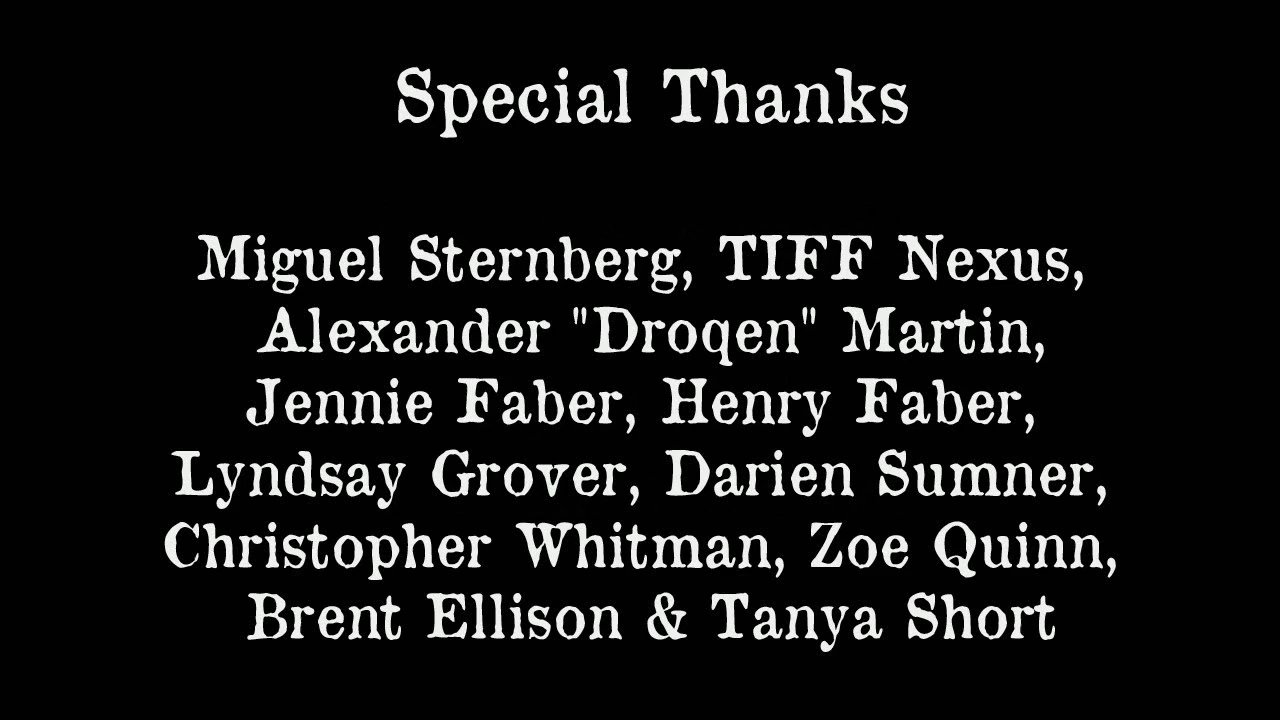 Special Thanks
Miguel Sternberg, TIFF Nexus,
Alexander "Droqen" Martin,
Jennie Faber, Henry Faber,
Lyndsay Grover, Darien Sumner,
Christopher Whitman, Zoe Quinn,
Brent Ellison & Tanya Short